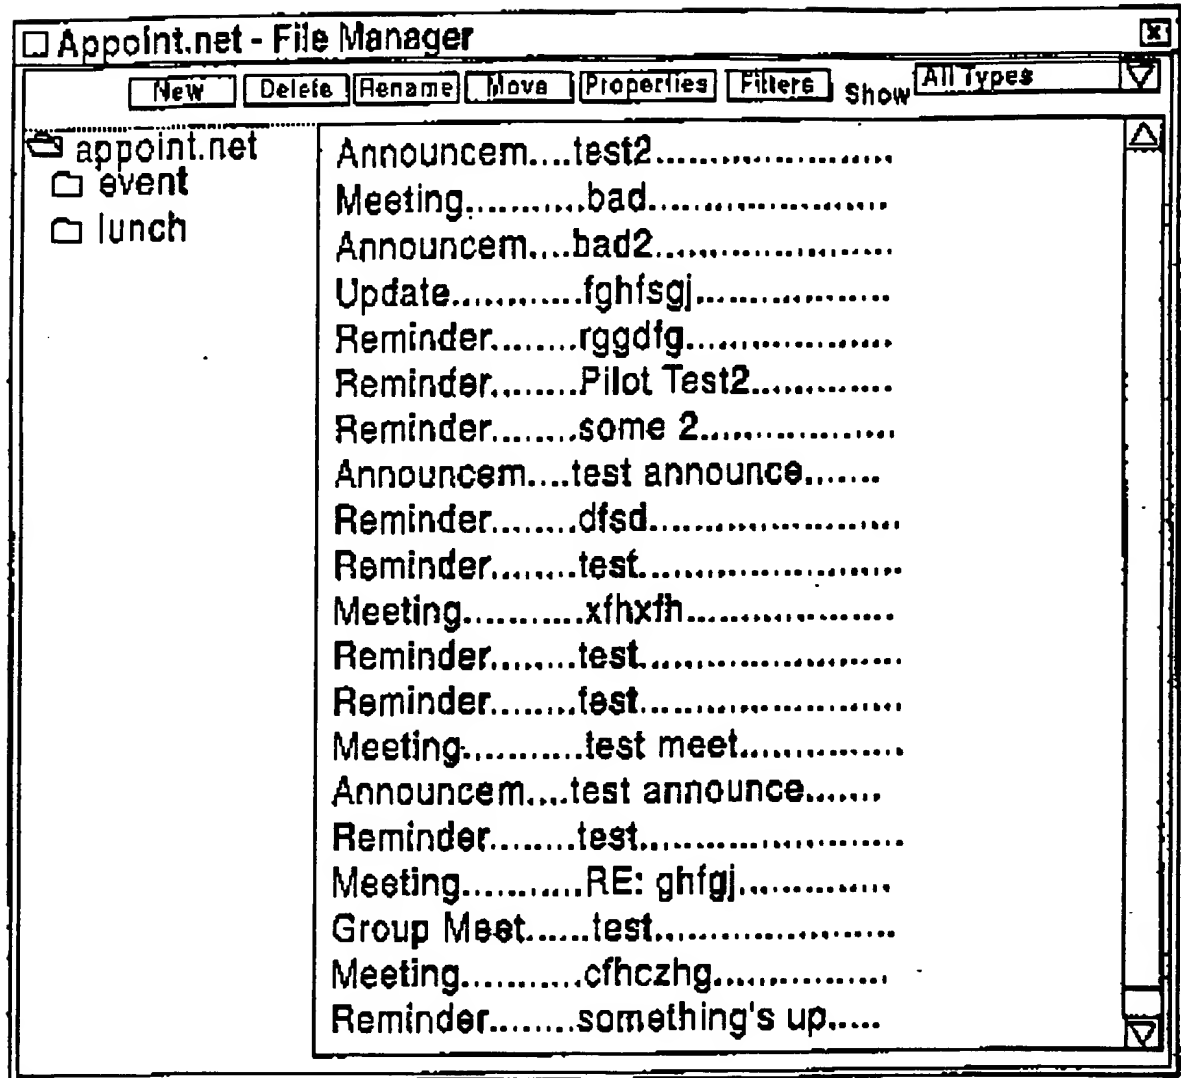 Appoint.net - File Manager
New Delete Rename Move Properties Filters Show All Types
appoint.net
event
lunch
Announcem....test2......................
Meeting............bad......................
Announcem....bad2......................
Update.............fghfsgj..................
Reminder.........rggdfg...................
Reminder.........Pilot Test2.............
Reminder.........some 2..................
Announcem....test announce.......
Reminder.........dfsd.......................
Reminder.........test........................
Meeting............xfhxfh...................
Reminder.........test........................
Reminder.........test........................
Meeting............test meet...............
Announcem....test announce.......
Reminder.........test........................
Meeting............RE: ghfgj..............
Group Meet......test......................
Meeting............cfhczhg................
Reminder.........something's up.....